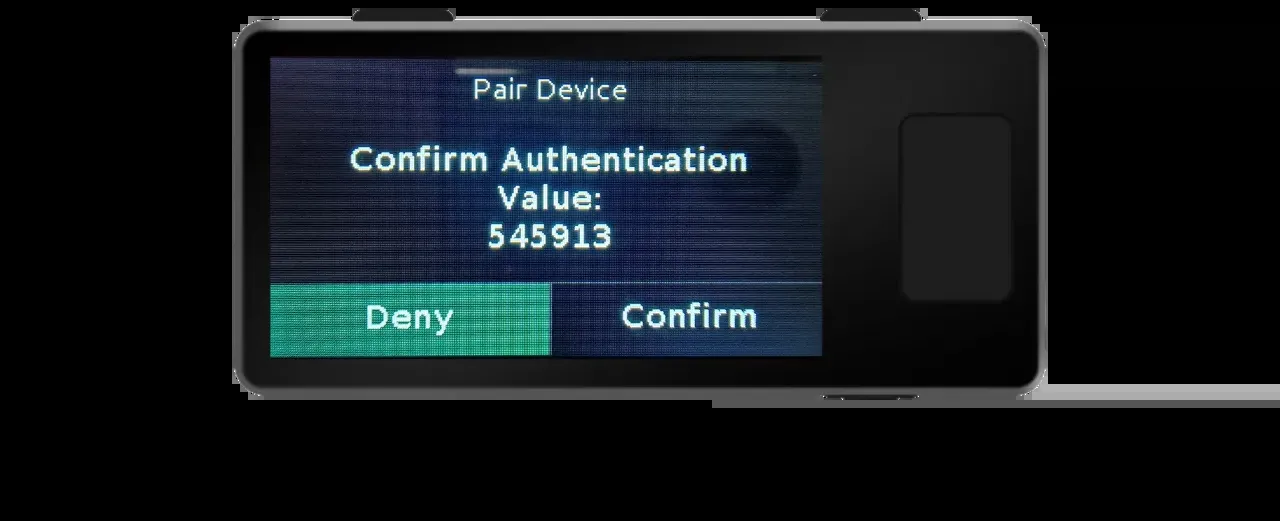 Pair Device
Confirm Authentication
Value:
545913
Deny
Confirm